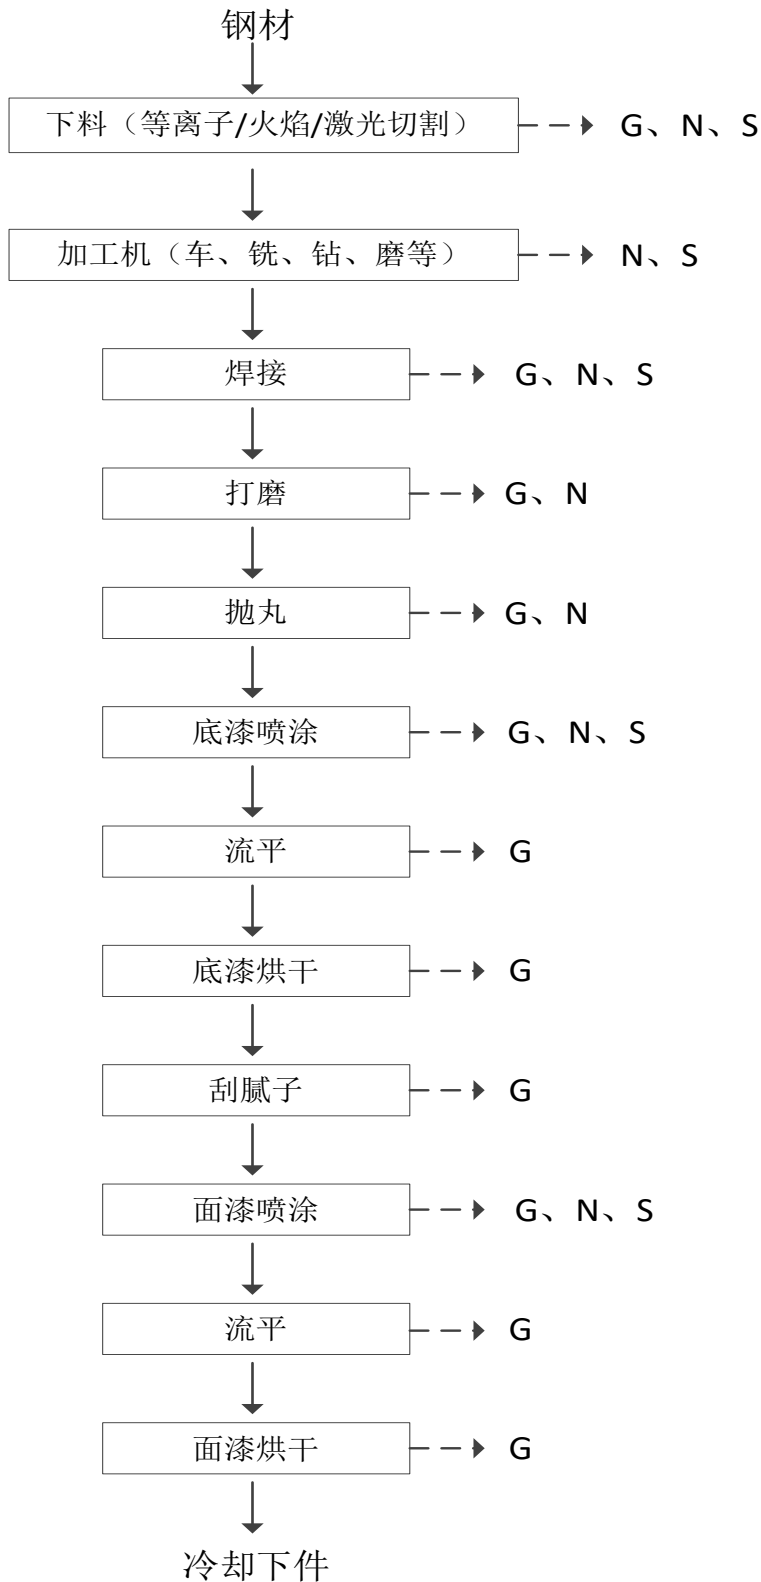 钢材
下料（等离子/火焰/激光切割） G、N、S
加工机（车、铣、钻、磨等） N、S
焊接 G、N、S
打磨 G、N
抛丸 G、N
底漆喷涂 G、N、S
流平 G
底漆烘干 G
刮腻子 G
面漆喷涂 G、N、S
流平 G
面漆烘干 G
冷却下件